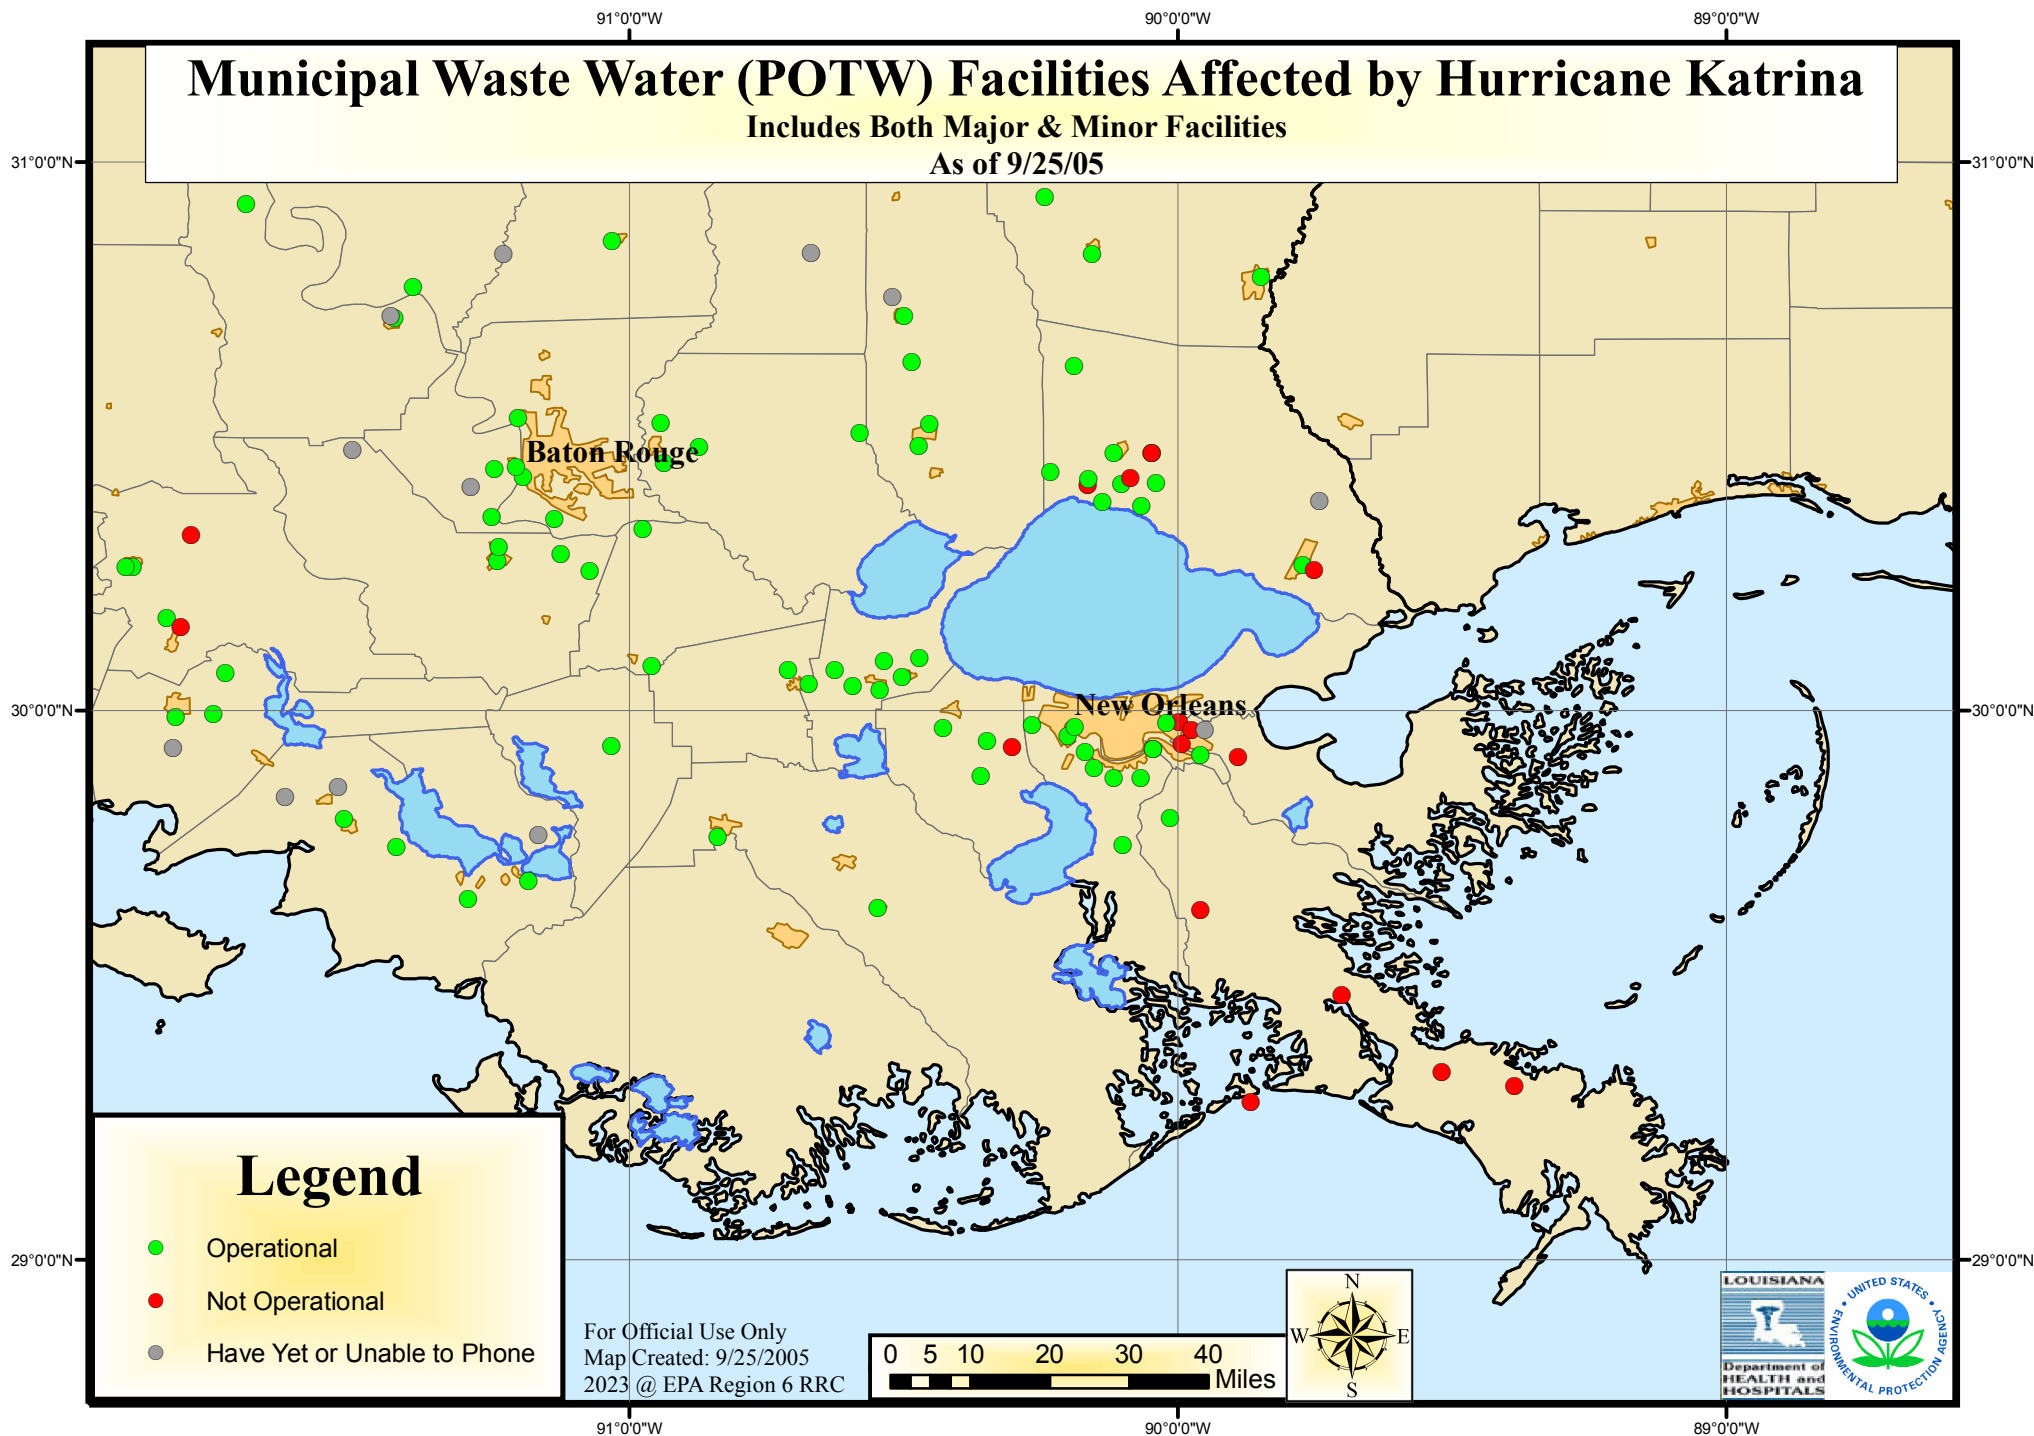 91°0'0"W 90°0'0"W 89°0'0"W
Municipal Waste Water (POTW) Facilities Affected by Hurricane Katrina
Includes Both Major & Minor Facilities
As of 9/25/05
31°0'0"N 31°0'0"N
Baton Rouge
New Orleans
30°0'0"N 30°0'0"N
Legend
Operational
Not Operational
Have Yet or Unable to Phone
29°0'0"N 29°0'0"N
For Official Use Only
Map Created: 9/25/2005
2023 @ EPA Region 6 RRC
0 5 10 20 30 40
Miles
N
W E
S
LOUISIANA
Department of
HEALTH and
HOSPITALS
UNITED STATES
ENVIRONMENTAL PROTECTION AGENCY
91°0'0"W 90°0'0"W 89°0'0"W